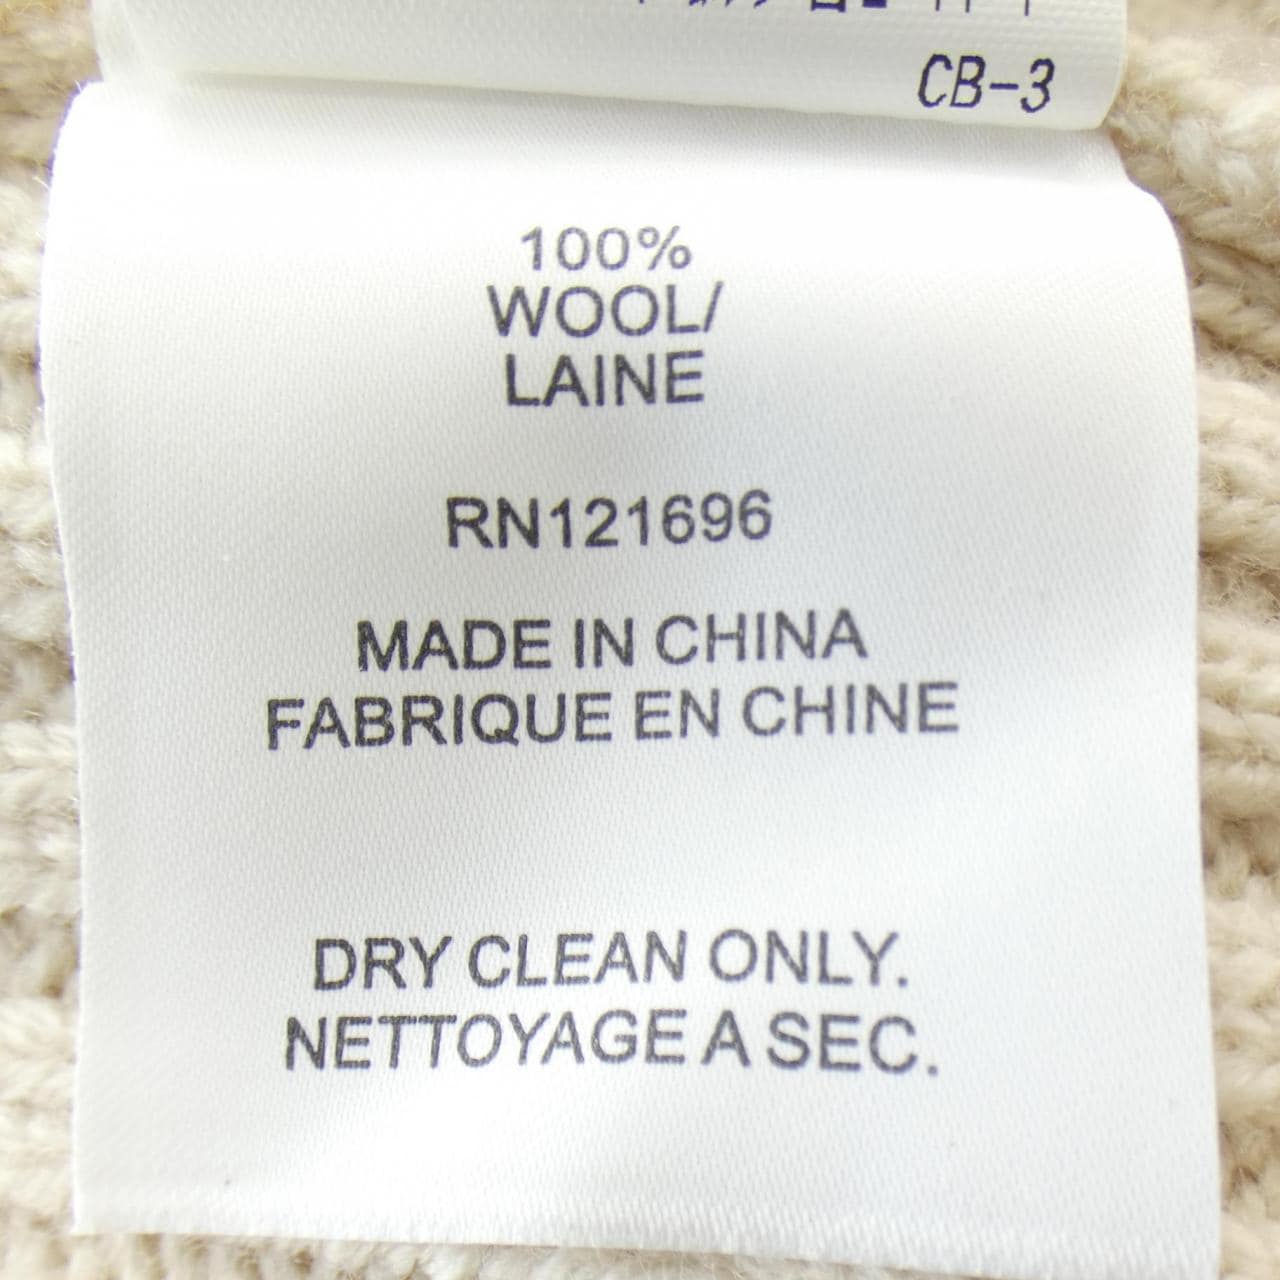 CB-3
100%
WOOL/
LAINE
RN121696
MADE IN CHINA
FABRIQUE EN CHINE
DRY CLEAN ONLY.
NETTOYAGE A SEC.